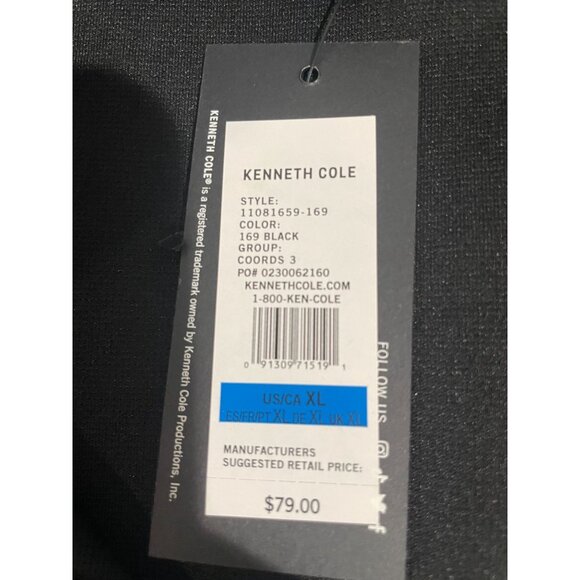 KENNETH COLE
STYLE:
11081659-169
COLOR:
169 BLACK
GROUP:
COORDS 3
PO# 0230062160
KENNETHCOLE.COM
1-800-KEN-COLE
0 91309 71519 1
US/CA XL
ES/FR/PT XL DE XL UK XL
MANUFACTURERS
SUGGESTED RETAIL PRICE:
$79.00
KENNETH COLE® is a registered trademark owned by Kenneth Cole Productions, Inc.
FOLLOW US